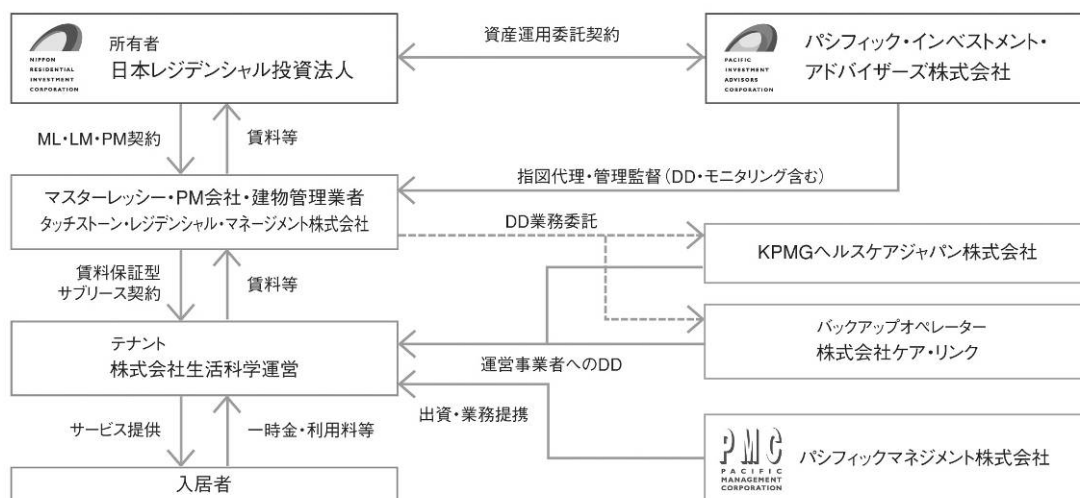 NIPPON
RESIDENTIAL
INVESTMENT
CORPORATION
所有者
日本レジデンシャル投資法人
資産運用委託契約
PACIFIC
INVESTMENT
ADVISORS
CORPORATION
パシフィック・インベストメント・
アドバイザーズ株式会社
ML・LM・PM契約
賃料等
指図代理・管理監督(DD・モニタリング含む)
マスターレッシー・PM会社・建物管理業者
タッチストーン・レジデンシャル・マネージメント株式会社
DD業務委託
KPMGヘルスケアジャパン株式会社
賃料保証型
サブリース契約
賃料等
バックアップオペレーター
株式会社ケア・リンク
テナント
株式会社生活科学運営
運営事業者へのDD
出資・業務提携
サービス提供
一時金・利用料等
PMC
PACIFIC
MANAGEMENT
CORPORATION
パシフィックマネジメント株式会社
入居者